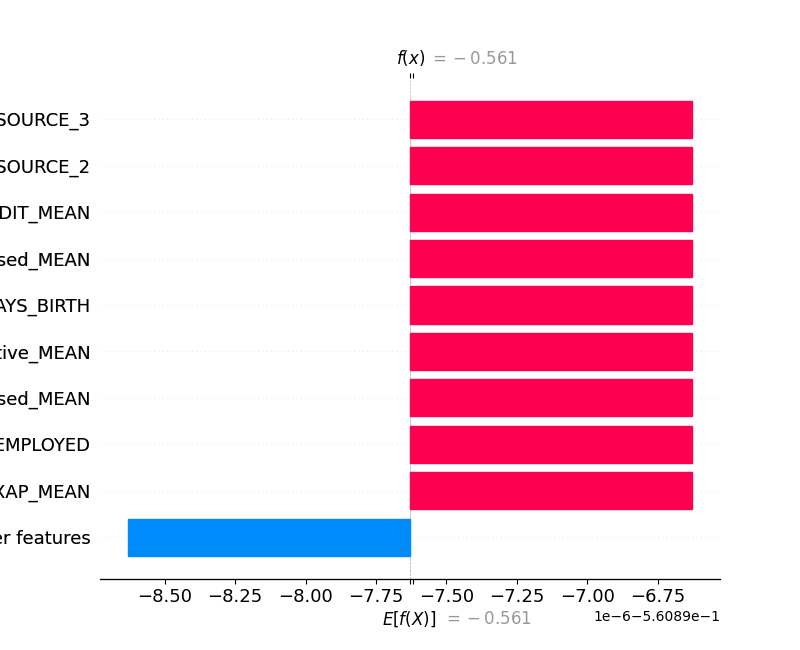 f(x) = −0.561
SOURCE_3
SOURCE_2
DIT_MEAN
sed_MEAN
AYS_BIRTH
tive_MEAN
sed_MEAN
EMPLOYED
XAP_MEAN
er features
−8.50 −8.25 −8.00 −7.75 −7.50 −7.25 −7.00 −6.75
E[f(X)] = −0.561
1e−6−5.6089e−1